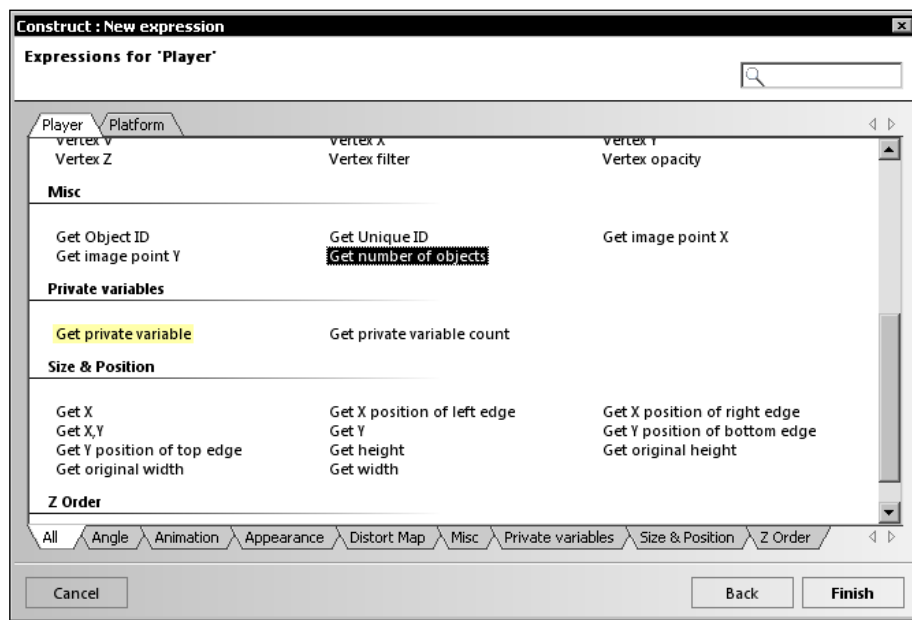 Construct : New expression
Expressions for 'Player'
Player Platform
Vertex V Vertex X Vertex Y
Vertex Z Vertex filter Vertex opacity
Misc
Get Object ID Get Unique ID Get image point X
Get image point Y Get number of objects
Private variables
Get private variable Get private variable count
Size & Position
Get X Get X position of left edge Get X position of right edge
Get X,Y Get Y Get Y position of bottom edge
Get Y position of top edge Get height Get original height
Get original width Get width
Z Order
All Angle Animation Appearance Distort Map Misc Private variables Size & Position Z Order
Cancel Back Finish